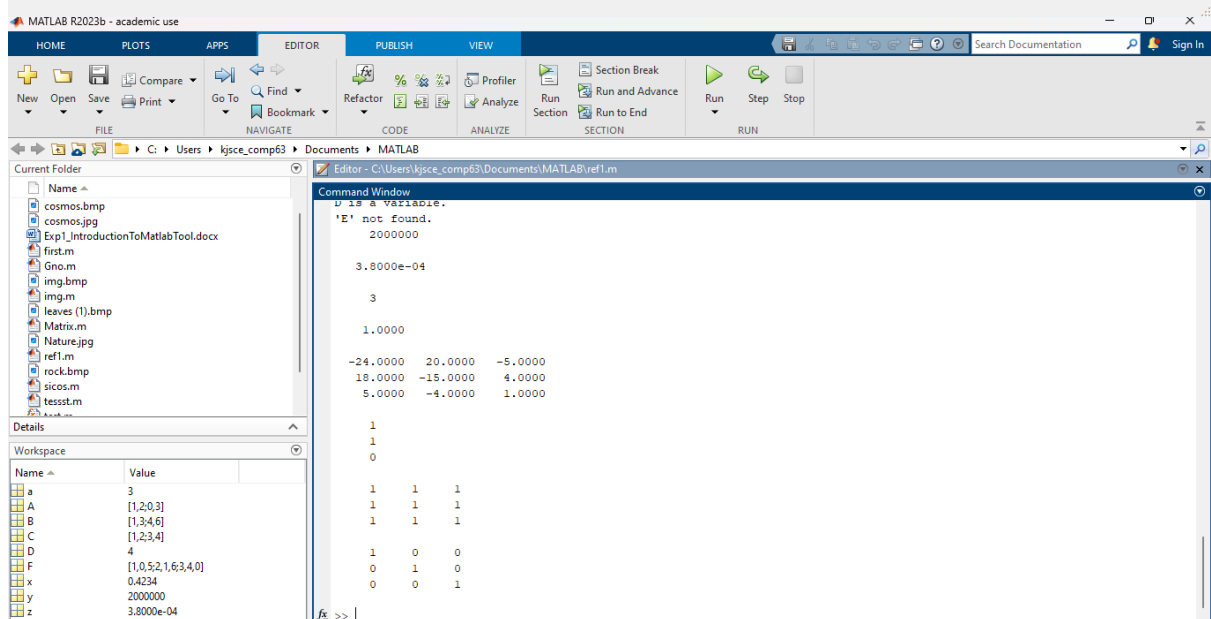 MATLAB R2023b - academic use
HOME PLOTS APPS EDITOR PUBLISH VIEW Search Documentation Sign In
New Open Save Compare Print Go To Find Bookmark Refactor Profiler Analyze Run Section Section Break Run and Advance Run to End Run Step Stop
FILE NAVIGATE CODE ANALYZE SECTION RUN
C: Users kjsce_comp63 Documents MATLAB
Current Folder
Name
cosmos.bmp
cosmos.jpg
Exp1_IntroductionToMatlabTool.docx
first.m
Gno.m
img.bmp
img.m
leaves (1).bmp
Matrix.m
Nature.jpg
ref1.m
rock.bmp
sicos.m
tessst.m
Details
Workspace
Name Value
a 3
A [1,2;0,3]
B [1,3;4,6]
C [1,2;3,4]
D 4
F [1,0,5;2,1,6;3,4,0]
x 0.4234
y 2000000
z 3.8000e-04
Editor - C:\Users\kjsce_comp63\Documents\MATLAB\ref1.m
Command Window
D is a variable.
'E' not found.
2000000
3.8000e-04
3
1.0000
-24.0000 20.0000 -5.0000
18.0000 -15.0000 4.0000
5.0000 -4.0000 1.0000
1
1
0
1 1 1
1 1 1
1 1 1
1 0 0
0 1 0
0 0 1
fx >>